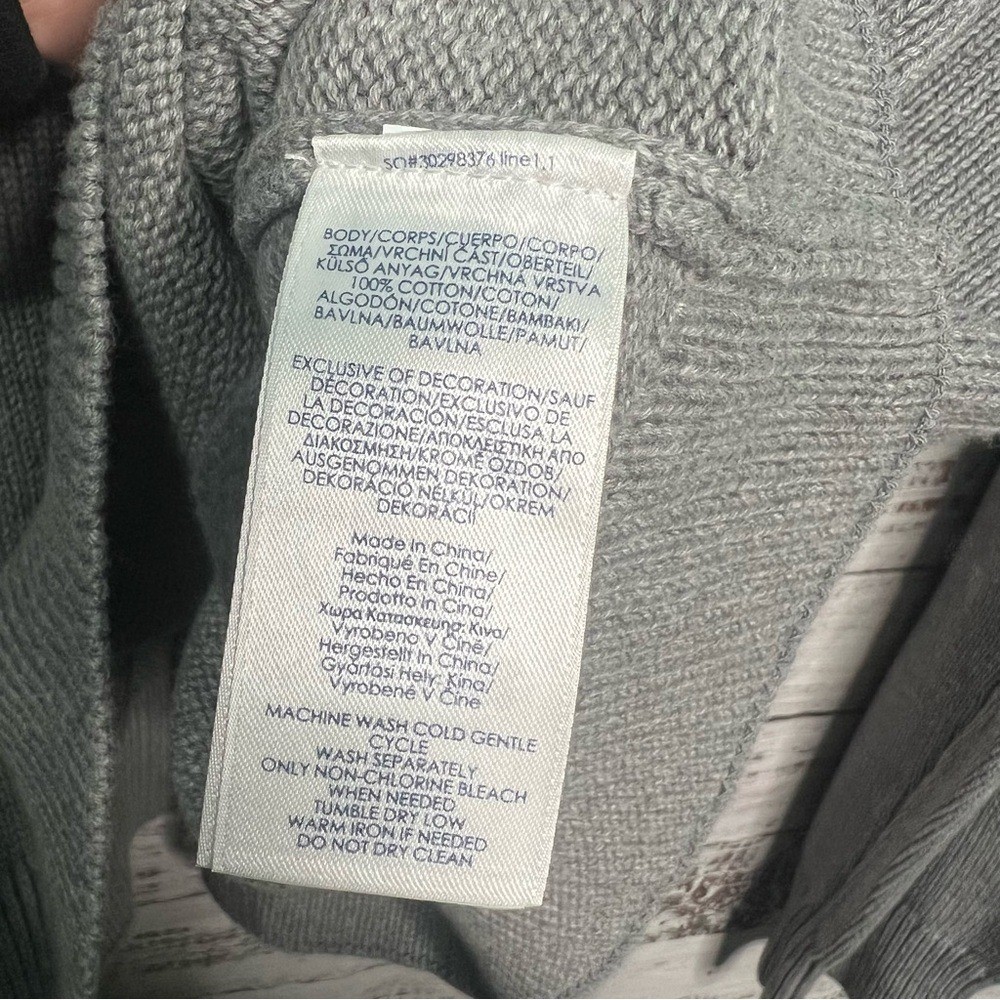 SO#30298376 line1.1
BODY/CORPS/CUERPO/CORPO/
ΣΩΜΑ/VRCHNÍ ČÁST/OBERTEIL/
KÜLSŐ ANYAG/VRCHNÁ VRSTVA
100% COTTON/COTON/
ALGODÓN/COTONE/BAMBAKI/
BAVLNA/BAUMWOLLE/PAMUT/
BAVLNA
EXCLUSIVE OF DECORATION/SAUF
DÉCORATION/EXCLUSIVO DE
LA DECORACIÓN/ESCLUSA LA
DECORAZIONE/ΑΠΟΚΛΕΙΣΤΙΚΗ ΑΠΟ
ΔΙΑΚΟΣΜΗΣΗ/KROMĚ OZDOB/
AUSGENOMMEN DEKORATION/
DEKORÁCIÓ NÉLKÜL/OKREM
DEKORÁCIÍ
Made In China/
Fabriqué En Chine/
Hecho En China/
Prodotto In Cina/
Χωρα Κατασκευης: Κινα/
Vyrobeno V Číně/
Hergestellt In China/
Gyártási Hely: Kína/
Vyrobené V Číne
MACHINE WASH COLD GENTLE
CYCLE
WASH SEPARATELY
ONLY NON-CHLORINE BLEACH
WHEN NEEDED
TUMBLE DRY LOW
WARM IRON IF NEEDED
DO NOT DRY CLEAN